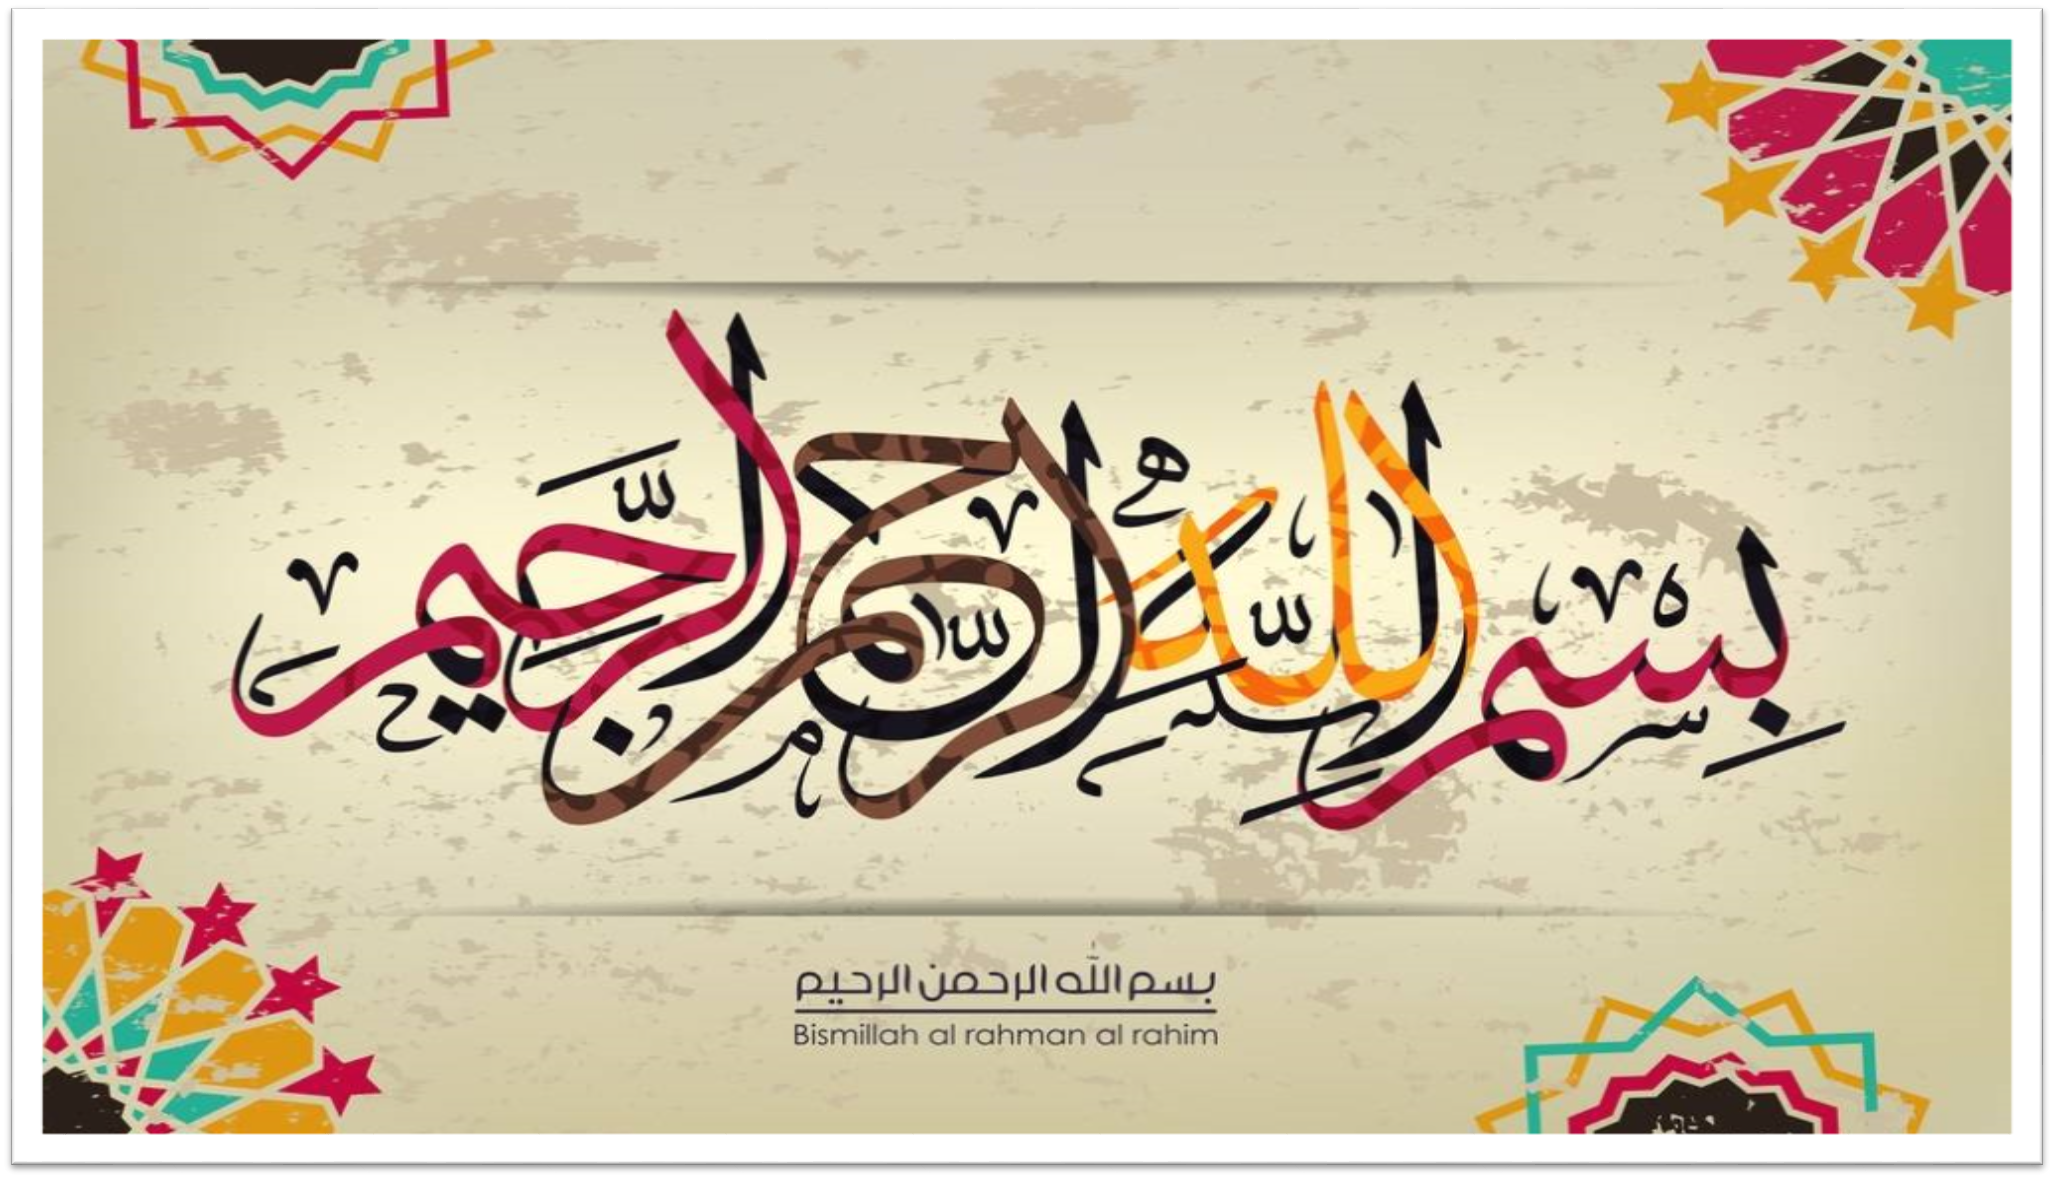 بِسْمِ اللَّهِ الرَّحْمٰنِ الرَّحِيمِ
بسم الله الرحمن الرحيم
Bismillah al rahman al rahim